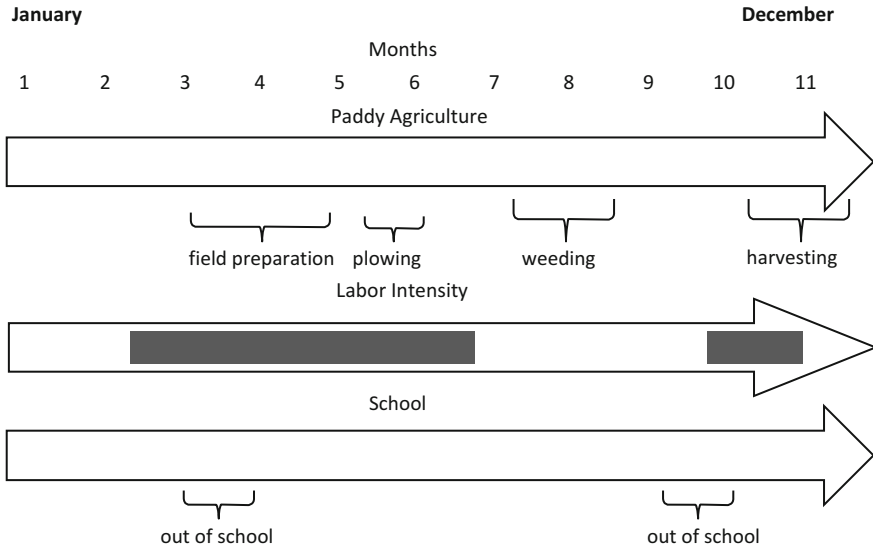 January December
Months
1 2 3 4 5 6 7 8 9 10 11
Paddy Agriculture
field preparation plowing weeding harvesting
Labor Intensity
School
out of school out of school